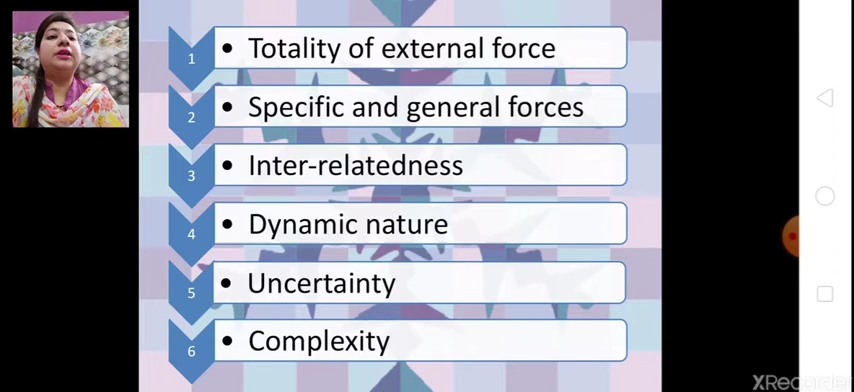 1 • Totality of external force
2 • Specific and general forces
3 • Inter-relatedness
4 • Dynamic nature
5 • Uncertainty
6 • Complexity
XRecorder